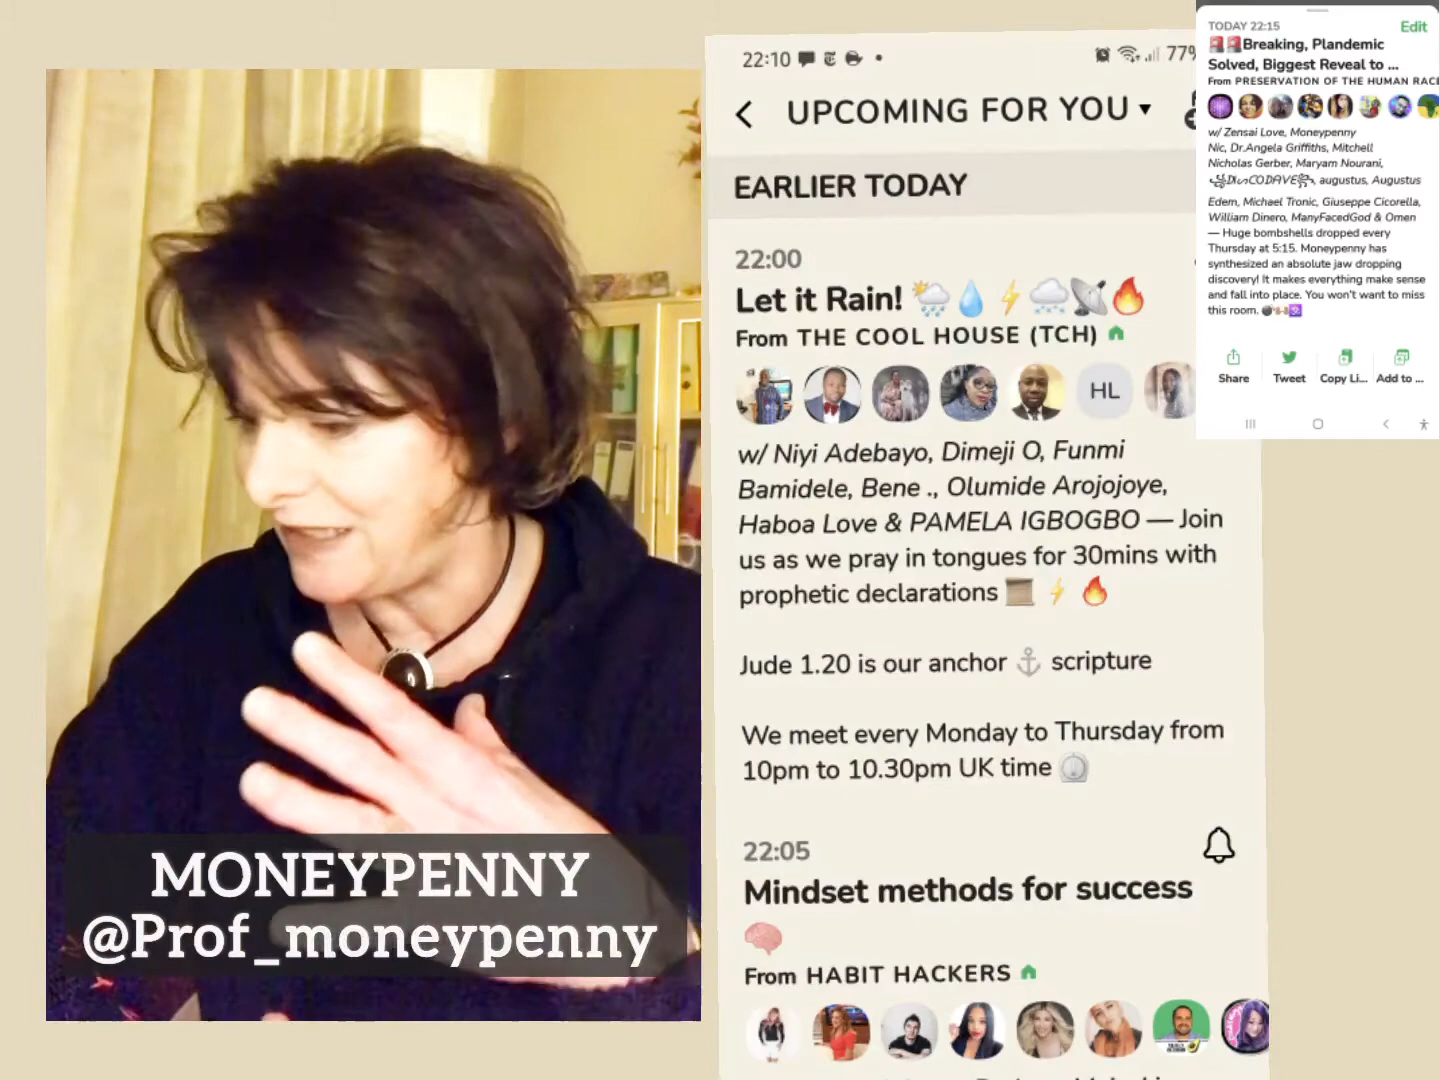 MONEYPENNY
@Prof_moneypenny
22:10
77%
UPCOMING FOR YOU ▾
EARLIER TODAY
22:00
Let it Rain! 🌦️💧⚡🌧️📡🔥
From THE COOL HOUSE (TCH)
HL
w/ Niyi Adebayo, Dimeji O, Funmi
Bamidele, Bene ., Olumide Arojojoye,
Haboa Love & PAMELA IGBOGBO — Join
us as we pray in tongues for 30mins with
prophetic declarations 📜⚡🔥
Jude 1.20 is our anchor ⚓ scripture
We meet every Monday to Thursday from
10pm to 10.30pm UK time
22:05
Mindset methods for success
🧠
From HABIT HACKERS
TODAY 22:15
Edit
🚨🚨Breaking, Plandemic
Solved, Biggest Reveal to ...
From PRESERVATION OF THE HUMAN RACE
w/ Zensai Love, Moneypenny
Nic, Dr.Angela Griffiths, Mitchell
Nicholas Gerber, Maryam Nourani,
augustus, Augustus
Edem, Michael Tronic, Giuseppe Cicorella,
William Dinero, ManyFacedGod & Omen
— Huge bombshells dropped every
Thursday at 5:15. Moneypenny has
synthesized an absolute jaw dropping
discovery! It makes everything make sense
and fall into place. You won't want to miss
this room.
Share
Tweet
Copy Li...
Add to ...